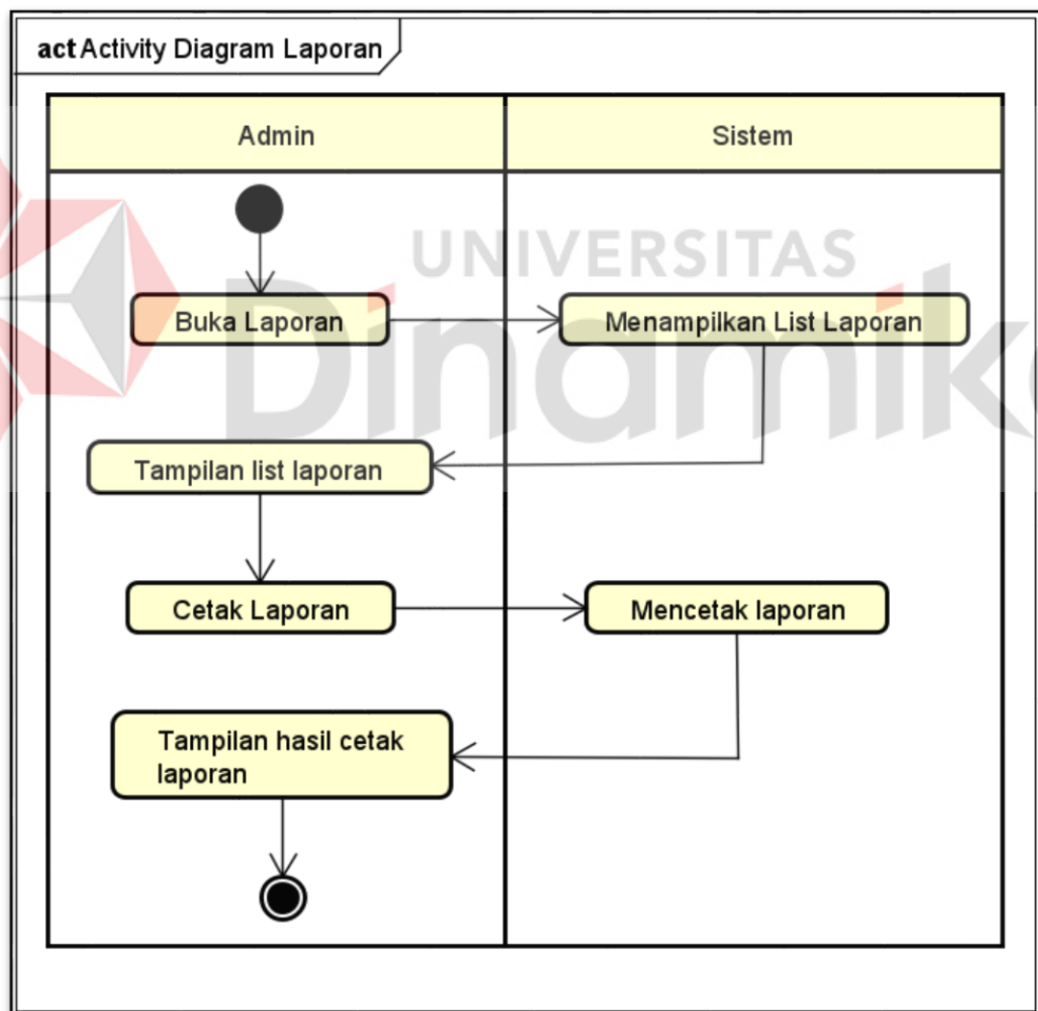 act Activity Diagram Laporan
Admin
Sistem
UNIVERSITAS
Dinamika
Buka Laporan
Menampilkan List Laporan
Tampilan list laporan
Cetak Laporan
Mencetak laporan
Tampilan hasil cetak
laporan